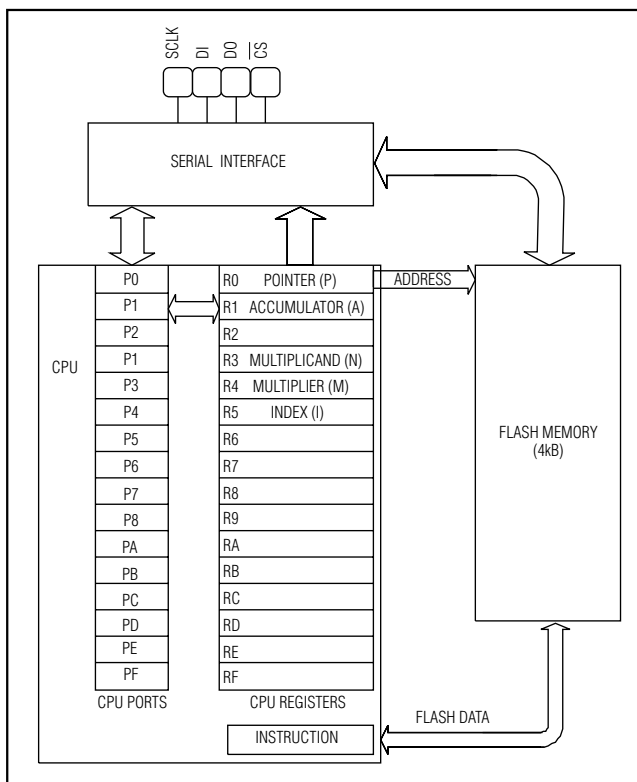 SCLK
DI
DO
CS
SERIAL INTERFACE
CPU
P0
P1
P2
P1
P3
P4
P5
P6
P7
P8
PA
PB
PC
PD
PE
PF
CPU PORTS
R0 POINTER (P)
R1 ACCUMULATOR (A)
R2
R3 MULTIPLICAND (N)
R4 MULTIPLIER (M)
R5 INDEX (I)
R6
R7
R8
R9
RA
RB
RC
RD
RE
RF
CPU REGISTERS
INSTRUCTION
ADDRESS
FLASH MEMORY
(4kB)
FLASH DATA